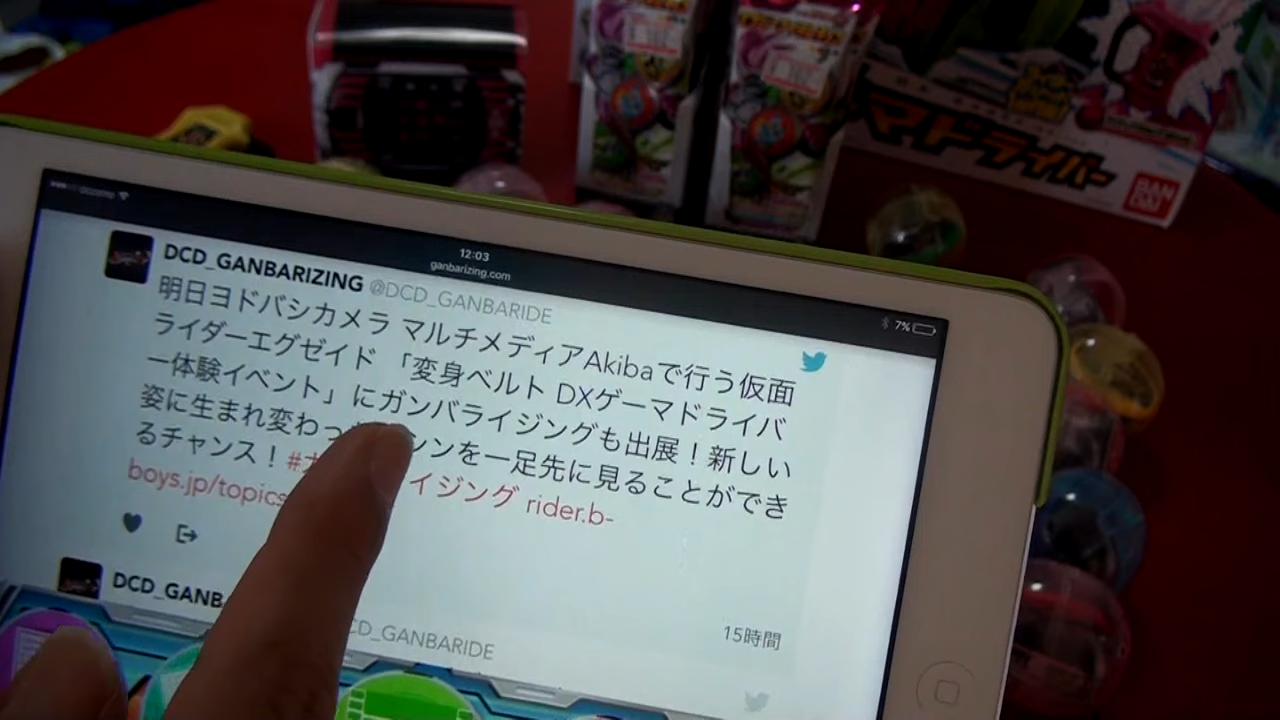 docomo
12:03
ganbarizing.com
7%
DCD_GANBARIZING @DCD_GANBARIDE
明日ヨドバシカメラ マルチメディアAkibaで行う仮面
ライダーエグゼイド 「変身ベルト DXゲーマドライバ
ー体験イベント」にガンバライジングも出展！新しい
姿に生まれ変わっ シンを一足先に見ることができ
るチャンス！ イジング rider.b-
boys.jp/topics
15時間
DCD_GANB
CD_GANBARIDE
マドライバー
BAN
DAI